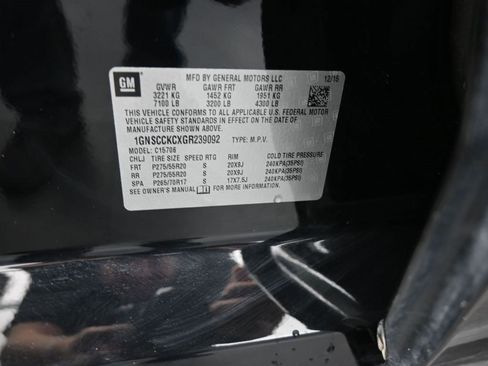 GM
MFD BY GENERAL MOTORS LLC 12/15
GVWR GAWR FRT GAWR RR
3221 KG 1452 KG 1951 KG
7100 LB 3200 LB 4300 LB
THIS VEHICLE CONFORMS TO ALL APPLICABLE U.S. FEDERAL MOTOR
VEHICLE SAFETY, BUMPER, AND THEFT PREVENTION STANDARDS IN EFFECT ON THE DATE OF
MANUFACTURE SHOWN ABOVE.
1GNSCCKCXGR239092 TYPE: M.P.V.
MODEL: C15706
CHLJ TIRE SIZE SPEED RTG RIM COLD TIRE PRESSURE
FRT P275/55R20 S 20X9J 240KPA(35PSI)
RR P275/55R20 S 20X9J 240KPA(35PSI)
SPA P265/70R17 S 17X7.5J 240KPA(35PSI)
SEE OWNER'S MANUAL FOR MORE INFORMATION.